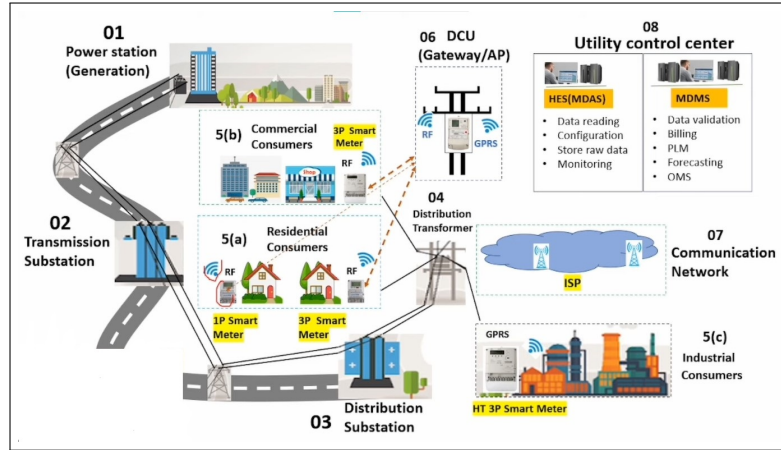 01
Power station
(Generation)
06 DCU
(Gateway/AP)
RF
GPRS
08
Utility control center
HES(MDAS)
• Data reading
• Configuration
• Store raw data
• Monitoring
MDMS
• Data validation
• Billing
• PLM
• Forecasting
• OMS
5(b) Commercial
Consumers
3P Smart
Meter
RF
Shop
02
Transmission
Substation
5(a) Residential
Consumers
RF
RF
1P Smart
Meter
3P Smart
Meter
04
Distribution
Transformer
07
Communication
Network
ISP
GPRS
HT 3P Smart Meter
5(c)
Industrial
Consumers
03 Distribution
Substation